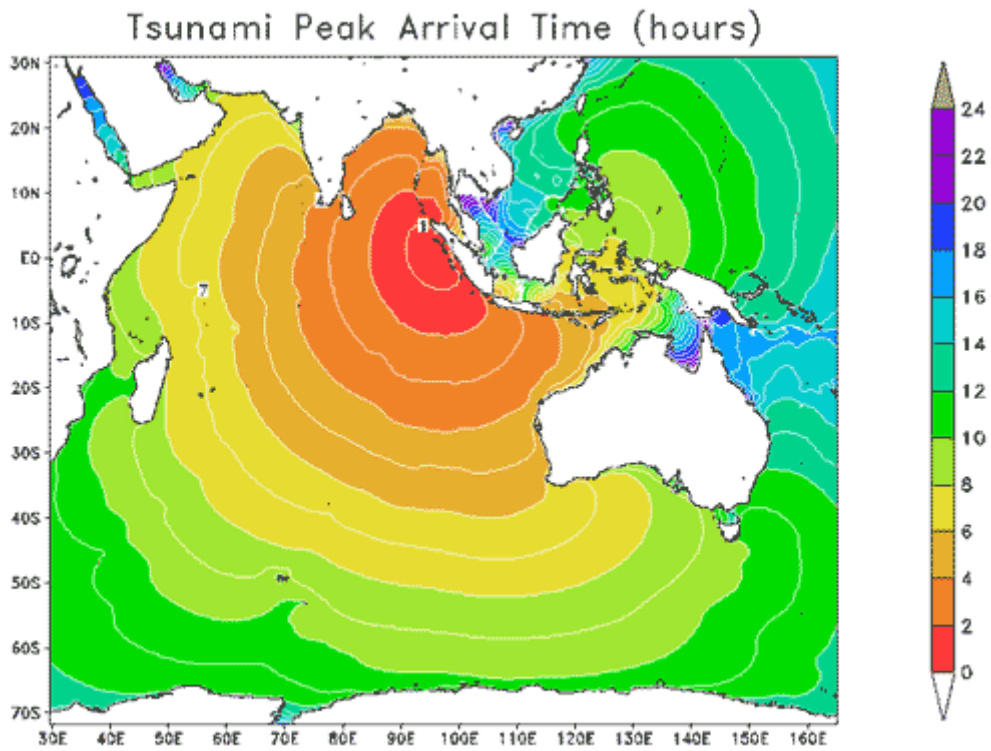 Tsunami Peak Arrival Time (hours)
30N
20N
10N
EQ
10S
20S
30S
40S
50S
60S
70S
30E 40E 50E 60E 70E 80E 90E 100E 110E 120E 130E 140E 150E 160E
1
4
7
24
22
20
18
16
14
12
10
8
6
4
2
0